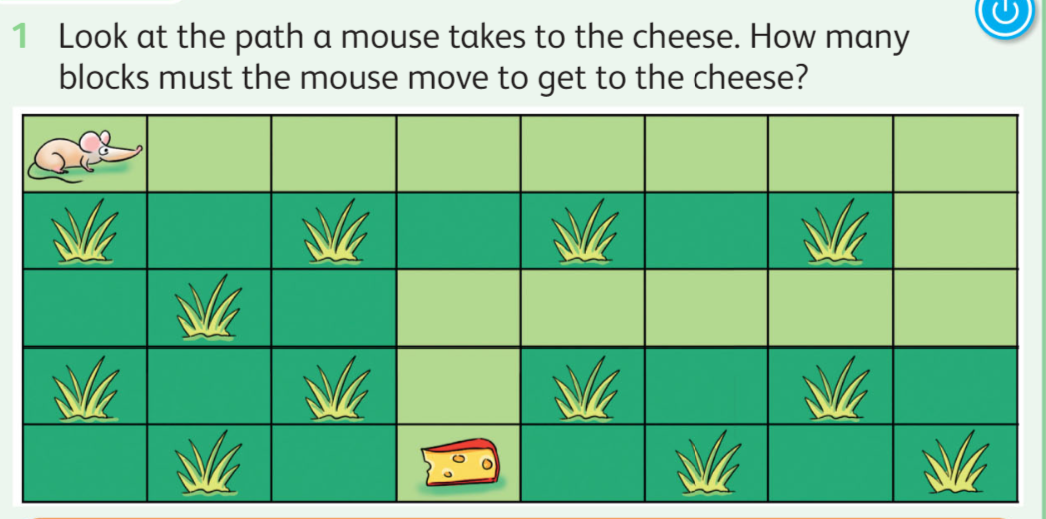 1 Look at the path a mouse takes to the cheese. How many
blocks must the mouse move to get to the cheese?